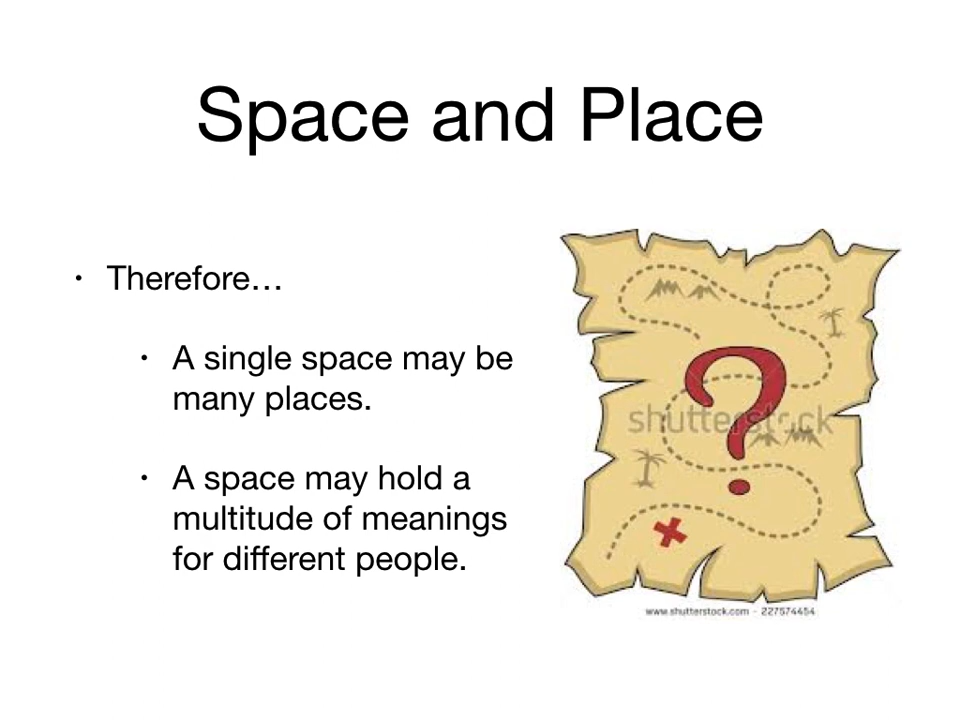 Space and Place
• Therefore…
• A single space may be
many places.
• A space may hold a
multitude of meanings
for different people.
?
shutterstock
www.shutterstock.com · 227574454